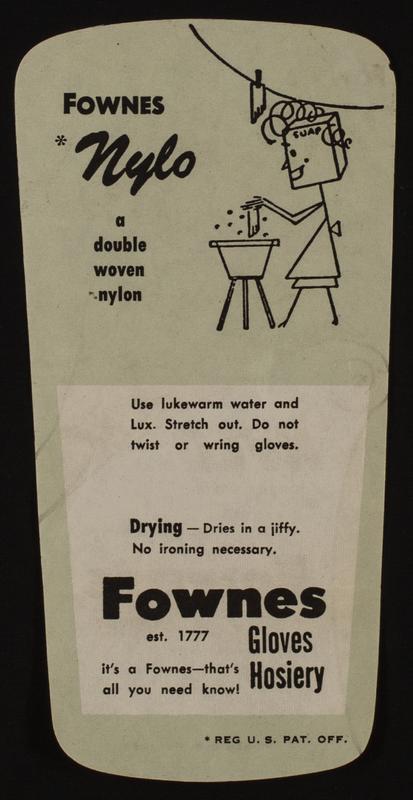 FOWNES
* Nylo
SOAP
a
double
woven
nylon
Use lukewarm water and
Lux. Stretch out. Do not
twist or wring gloves.
Drying — Dries in a jiffy.
No ironing necessary.
Fownes
est. 1777
Gloves
Hosiery
it's a Fownes—that's
all you need know!
* REG U. S. PAT. OFF.